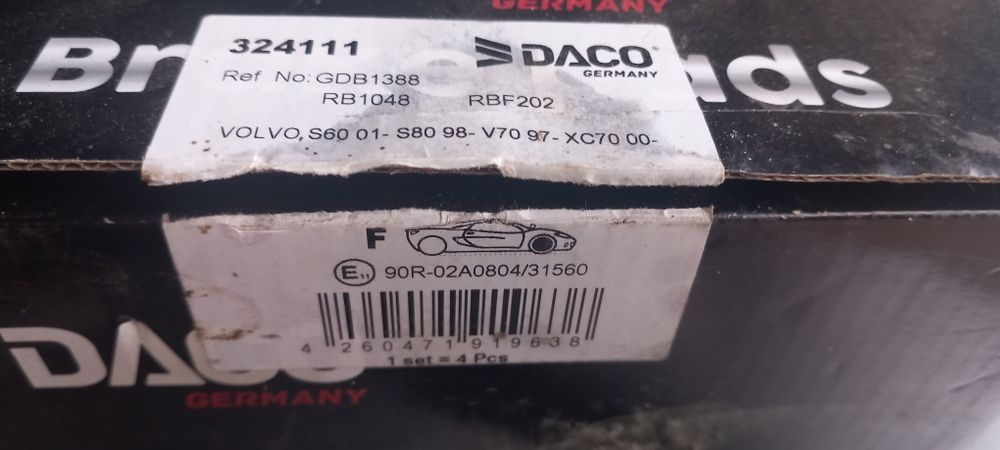 GERMANY
324111
DACO
GERMANY
Ref No: GDB1388
RB1048 RBF202
VOLVO, S60 01- S80 98- V70 97- XC70 00-
F
E11 90R-02A0804/31560
4 260471 919638
1 set = 4 Pcs
DACO
GERMANY